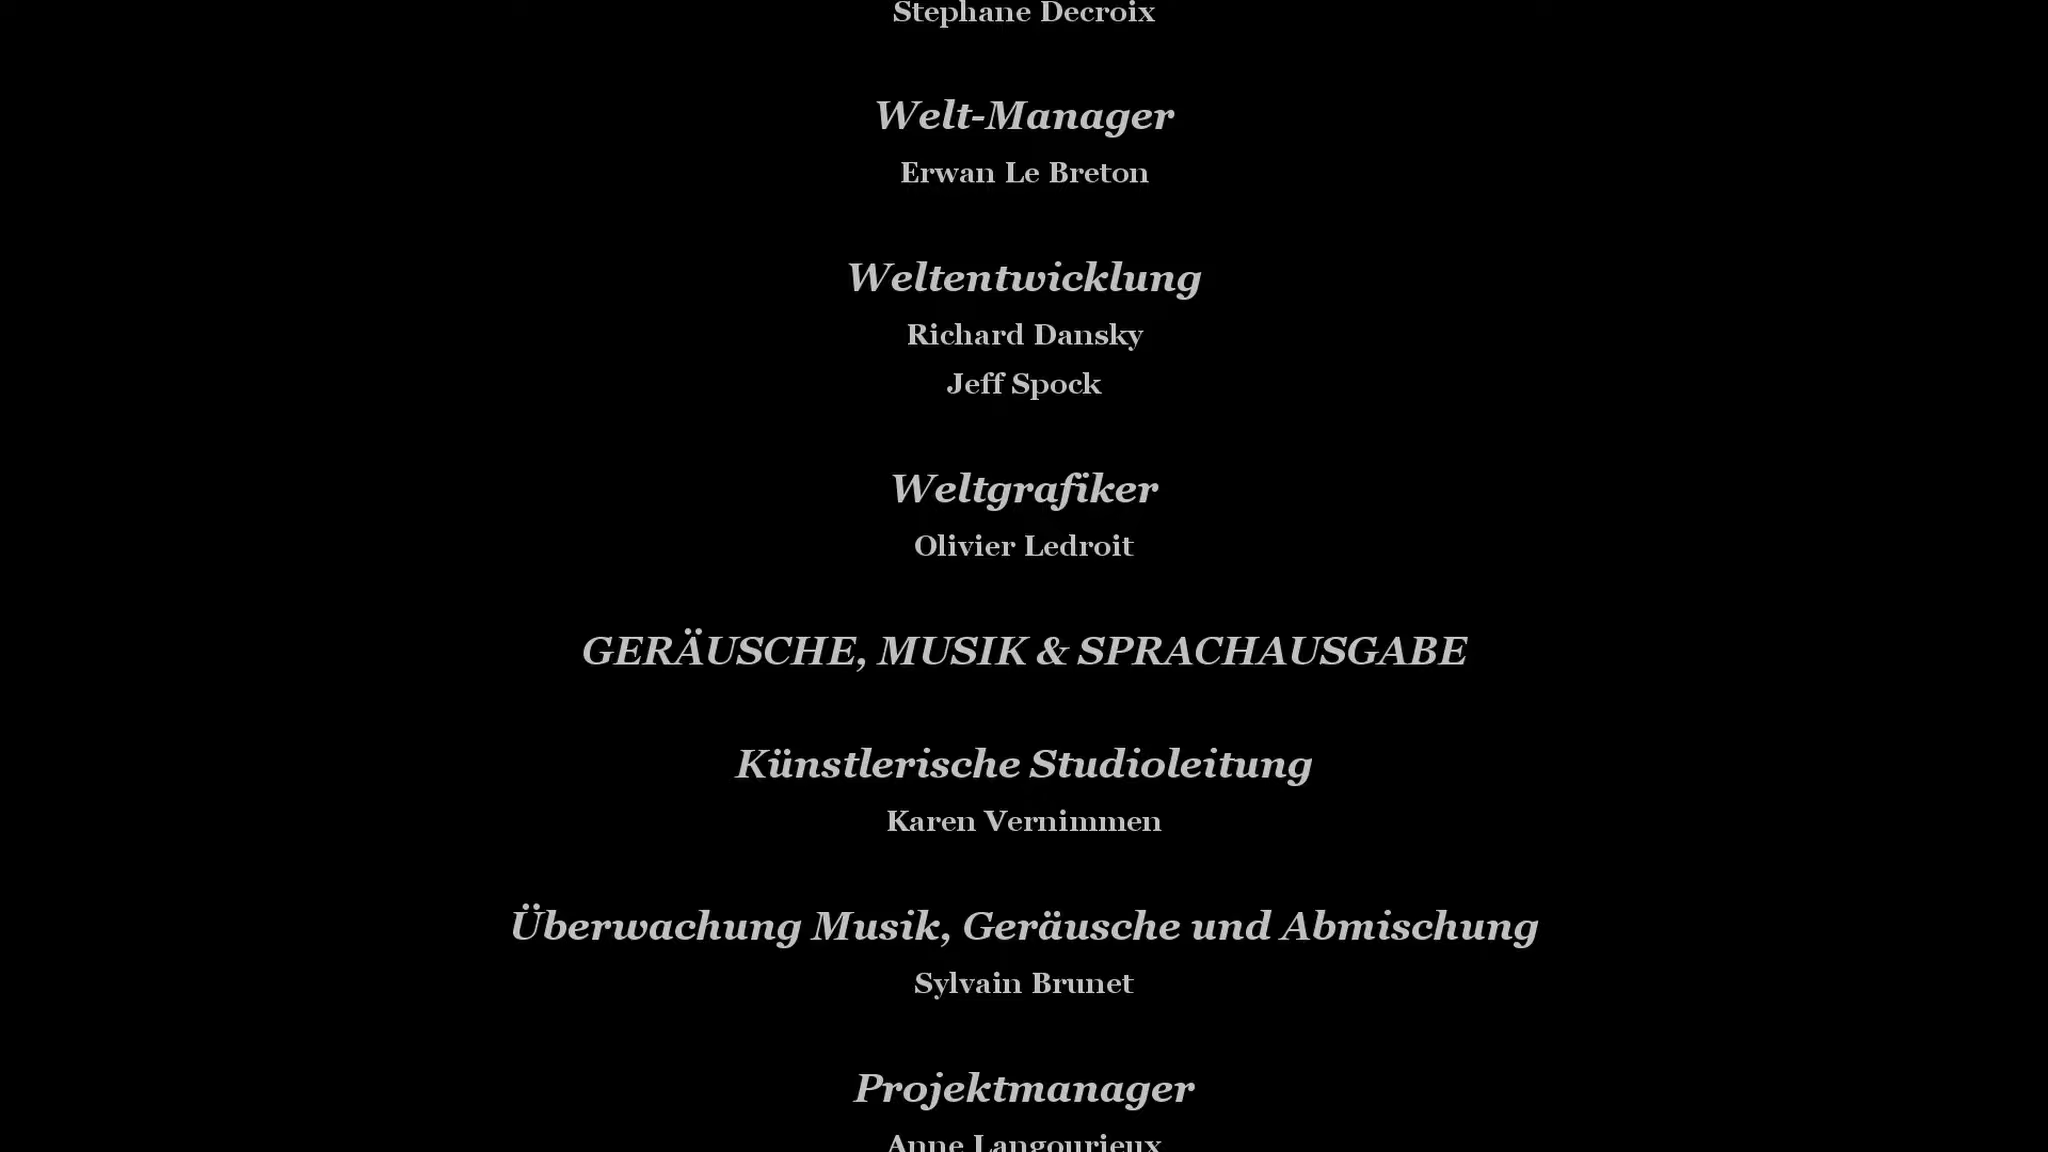 Stephane Decroix
Welt-Manager
Erwan Le Breton
Weltentwicklung
Richard Dansky
Jeff Spock
Weltgrafiker
Olivier Ledroit
GERÄUSCHE, MUSIK & SPRACHAUSGABE
Künstlerische Studioleitung
Karen Vernimmen
Überwachung Musik, Geräusche und Abmischung
Sylvain Brunet
Projektmanager
Anne Langourieux